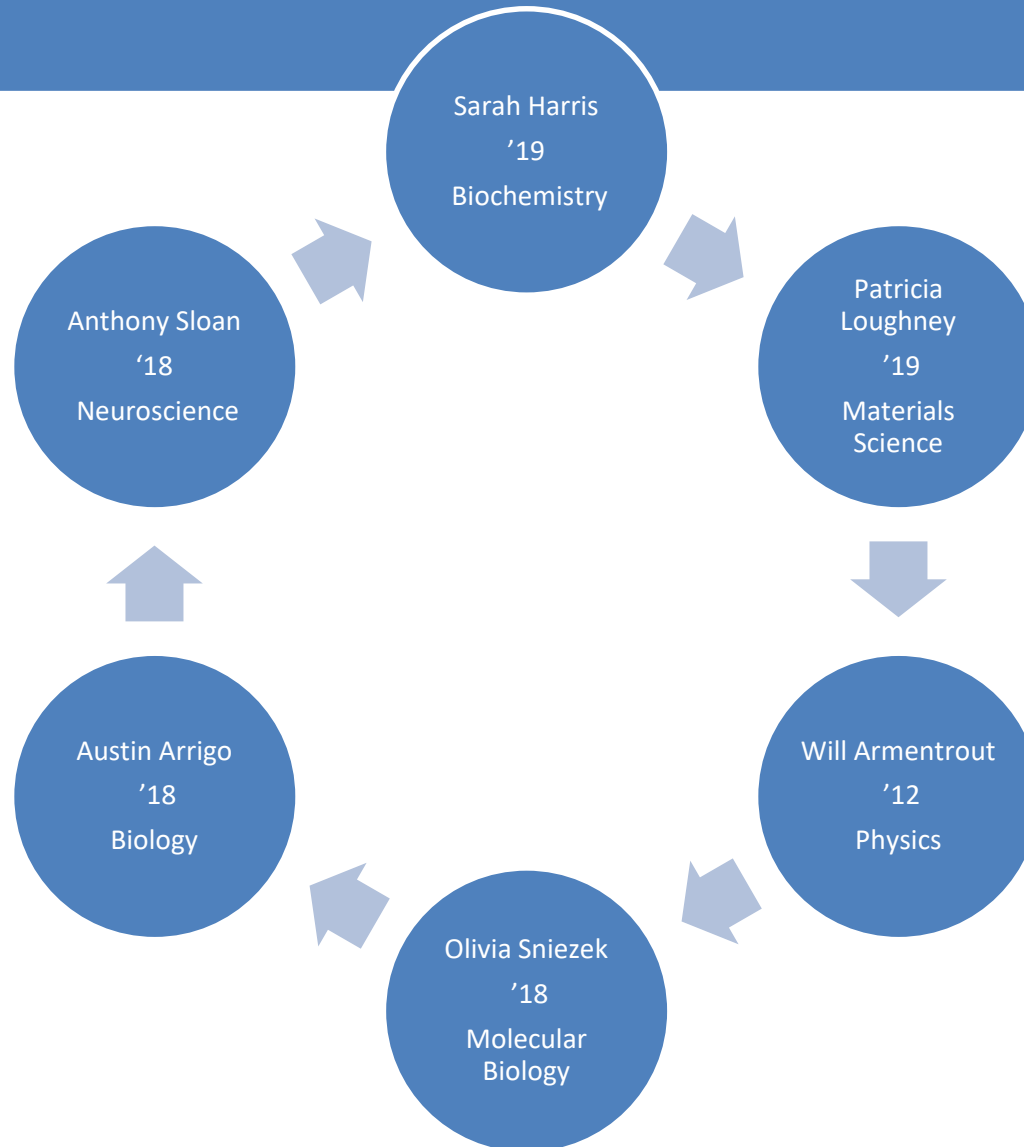 Sarah Harris
’19
Biochemistry
Patricia
Loughney
’19
Materials
Science
Will Armentrout
’12
Physics
Olivia Sniezek
’18
Molecular
Biology
Austin Arrigo
’18
Biology
Anthony Sloan
‘18
Neuroscience